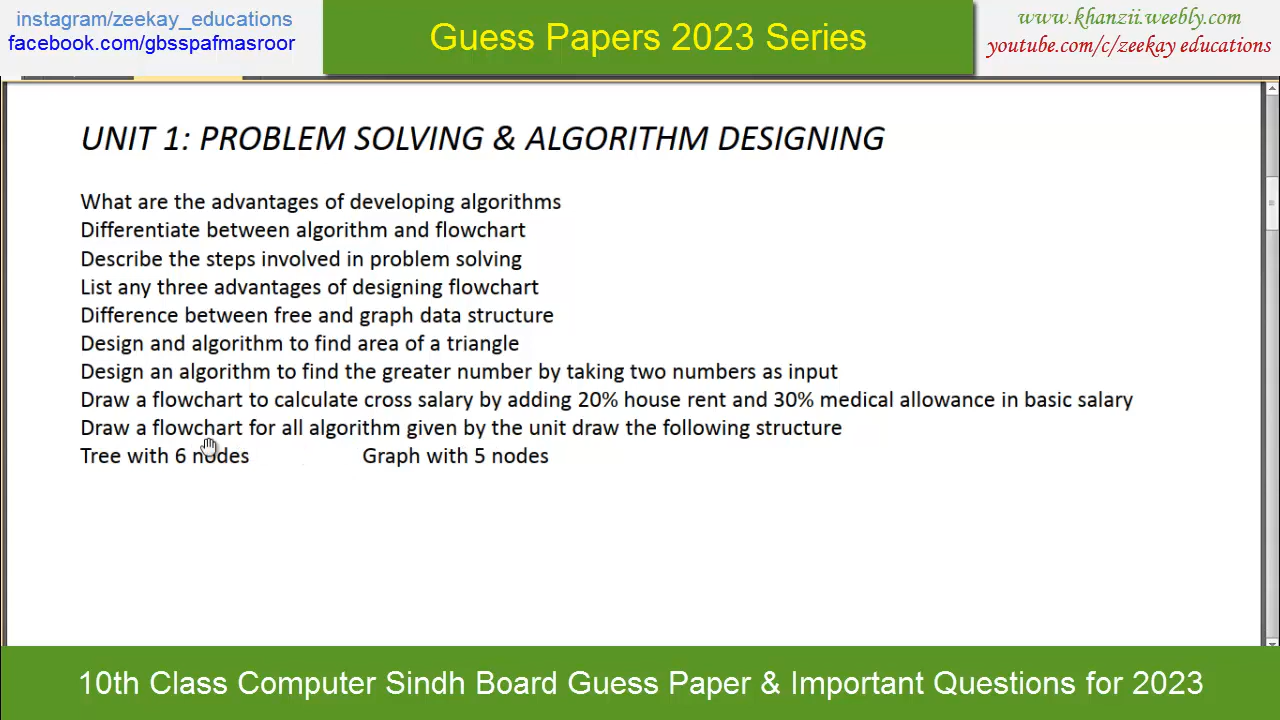 instagram/zeekay_educations
facebook.com/gbsspafmasroor
Guess Papers 2023 Series
www.khanzii.weebly.com
youtube.com/c/zeekay educations
UNIT 1: PROBLEM SOLVING & ALGORITHM DESIGNING
What are the advantages of developing algorithms
Differentiate between algorithm and flowchart
Describe the steps involved in problem solving
List any three advantages of designing flowchart
Difference between free and graph data structure
Design and algorithm to find area of a triangle
Design an algorithm to find the greater number by taking two numbers as input
Draw a flowchart to calculate cross salary by adding 20% house rent and 30% medical allowance in basic salary
Draw a flowchart for all algorithm given by the unit draw the following structure
Tree with 6 nodes Graph with 5 nodes
10th Class Computer Sindh Board Guess Paper & Important Questions for 2023